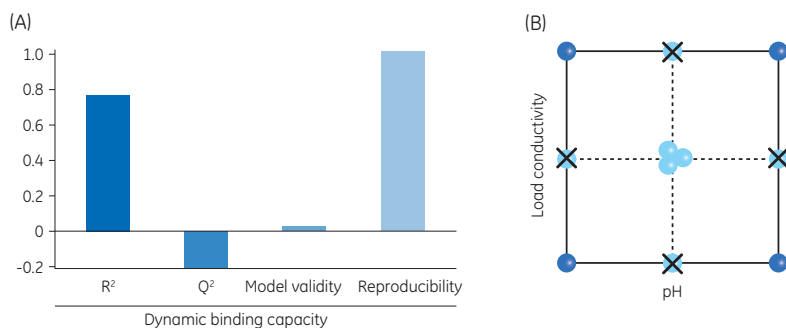 (A)
1.0
0.8
0.6
0.4
0.2
0
-0.2
R²
Q²
Model validity
Reproducibility
Dynamic binding capacity
(B)
Load conductivity
pH